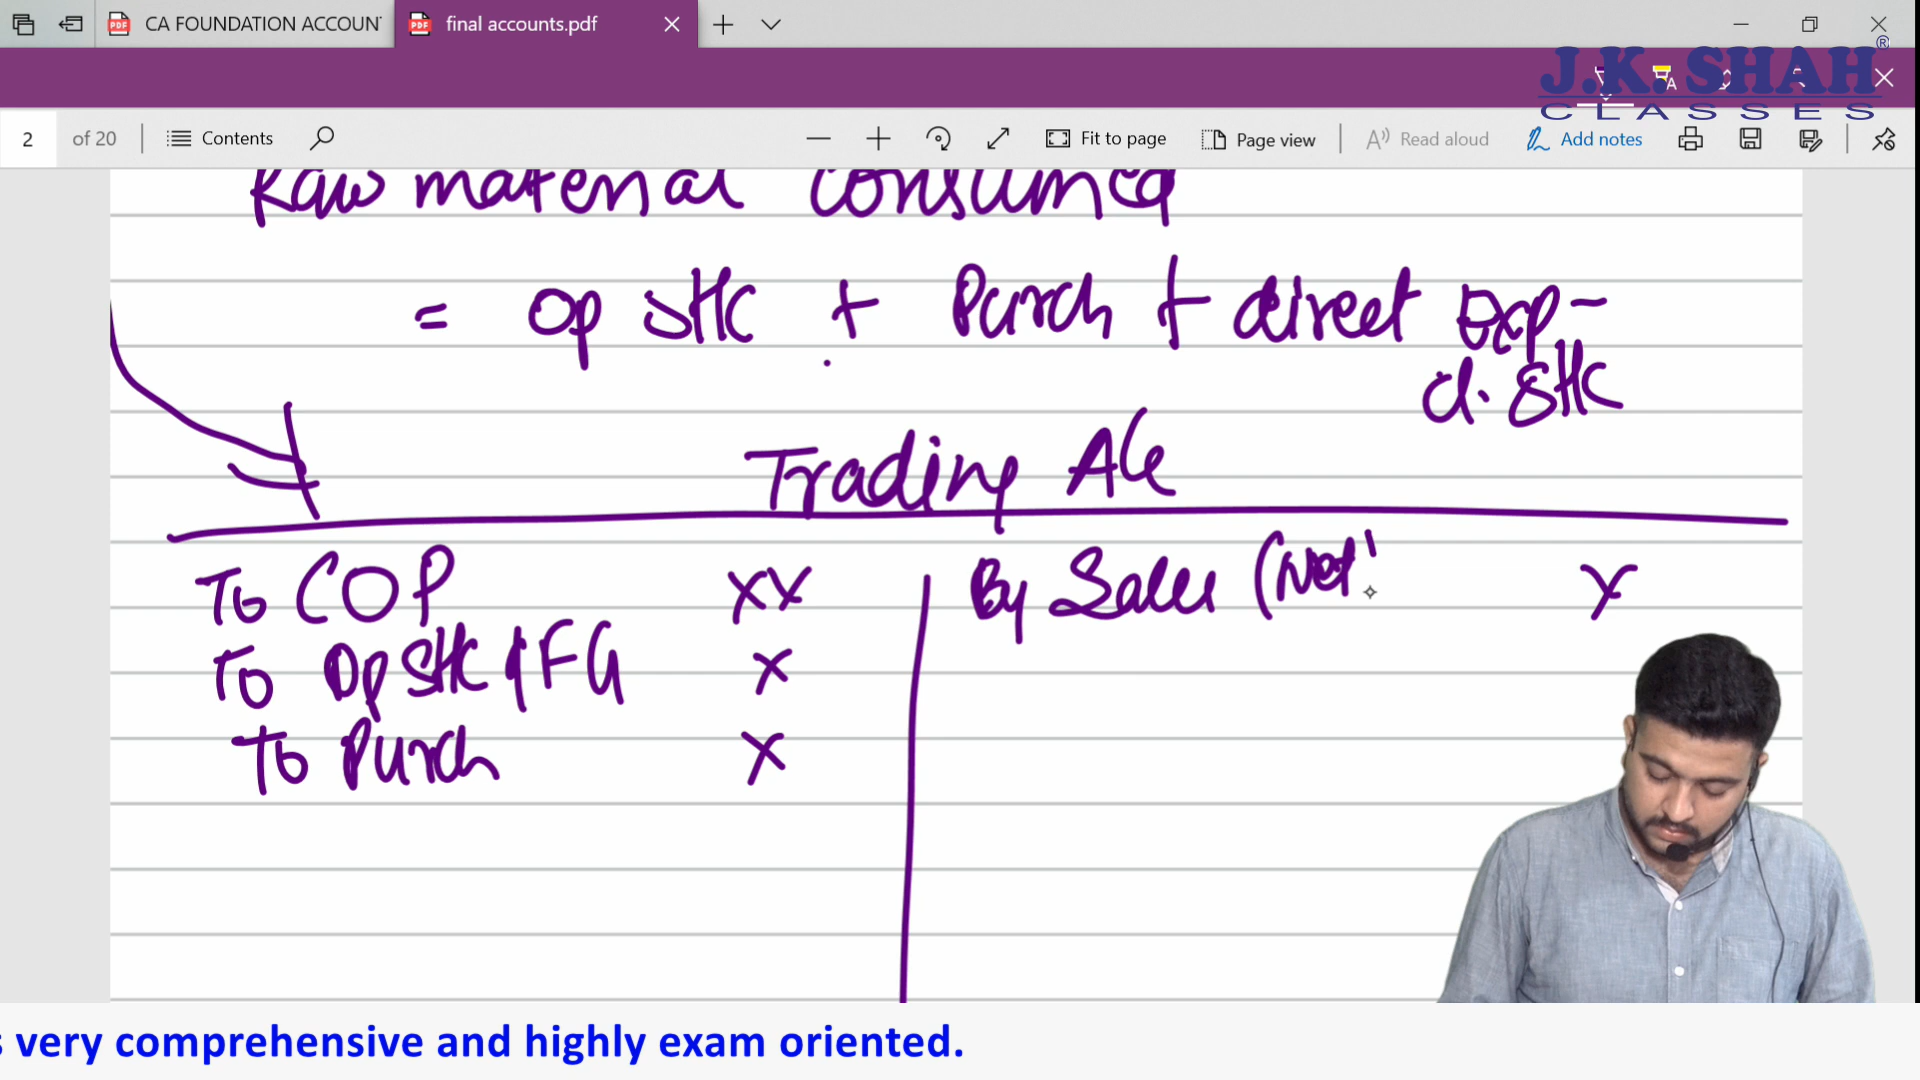 CA FOUNDATION ACCOUN
final accounts.pdf
J.K. SHAH ®
CLASSES
2 of 20 Contents Fit to page Page view Read aloud Add notes
Raw material consumed
= Op stk + Purch + direct Exp -
cl. stk
Trading A/c
To COP XX By Sales (Net) X
To Op stk of FG X
To Purch X
s very comprehensive and highly exam oriented.